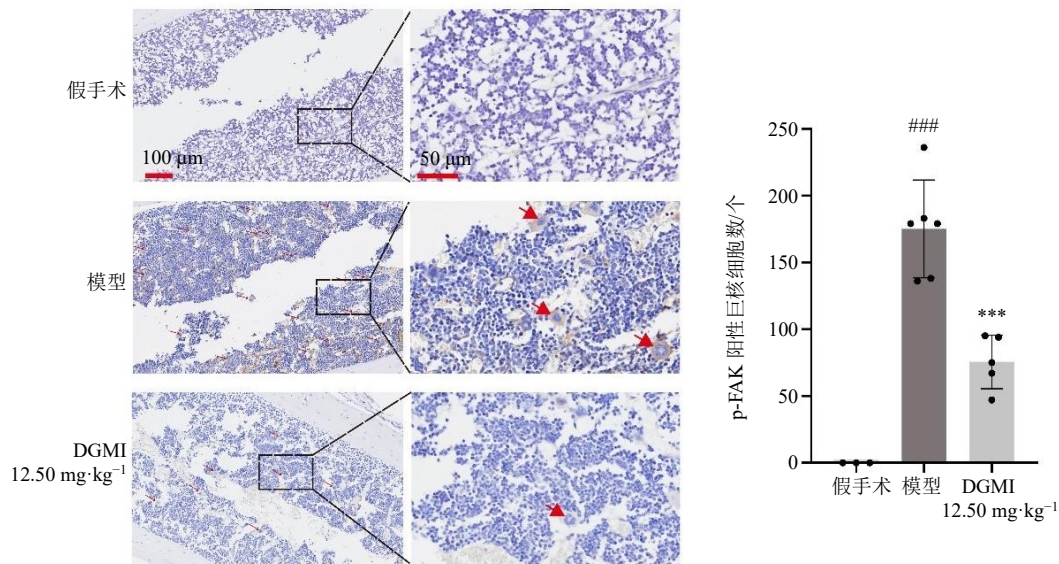 假手术
100 μm
50 μm
模型
DGMI
12.50 mg·kg⁻¹
p-FAK 阳性巨核细胞数/个
250
200
150
100
50
0
###
***
假手术 模型 DGMI
12.50 mg·kg⁻¹